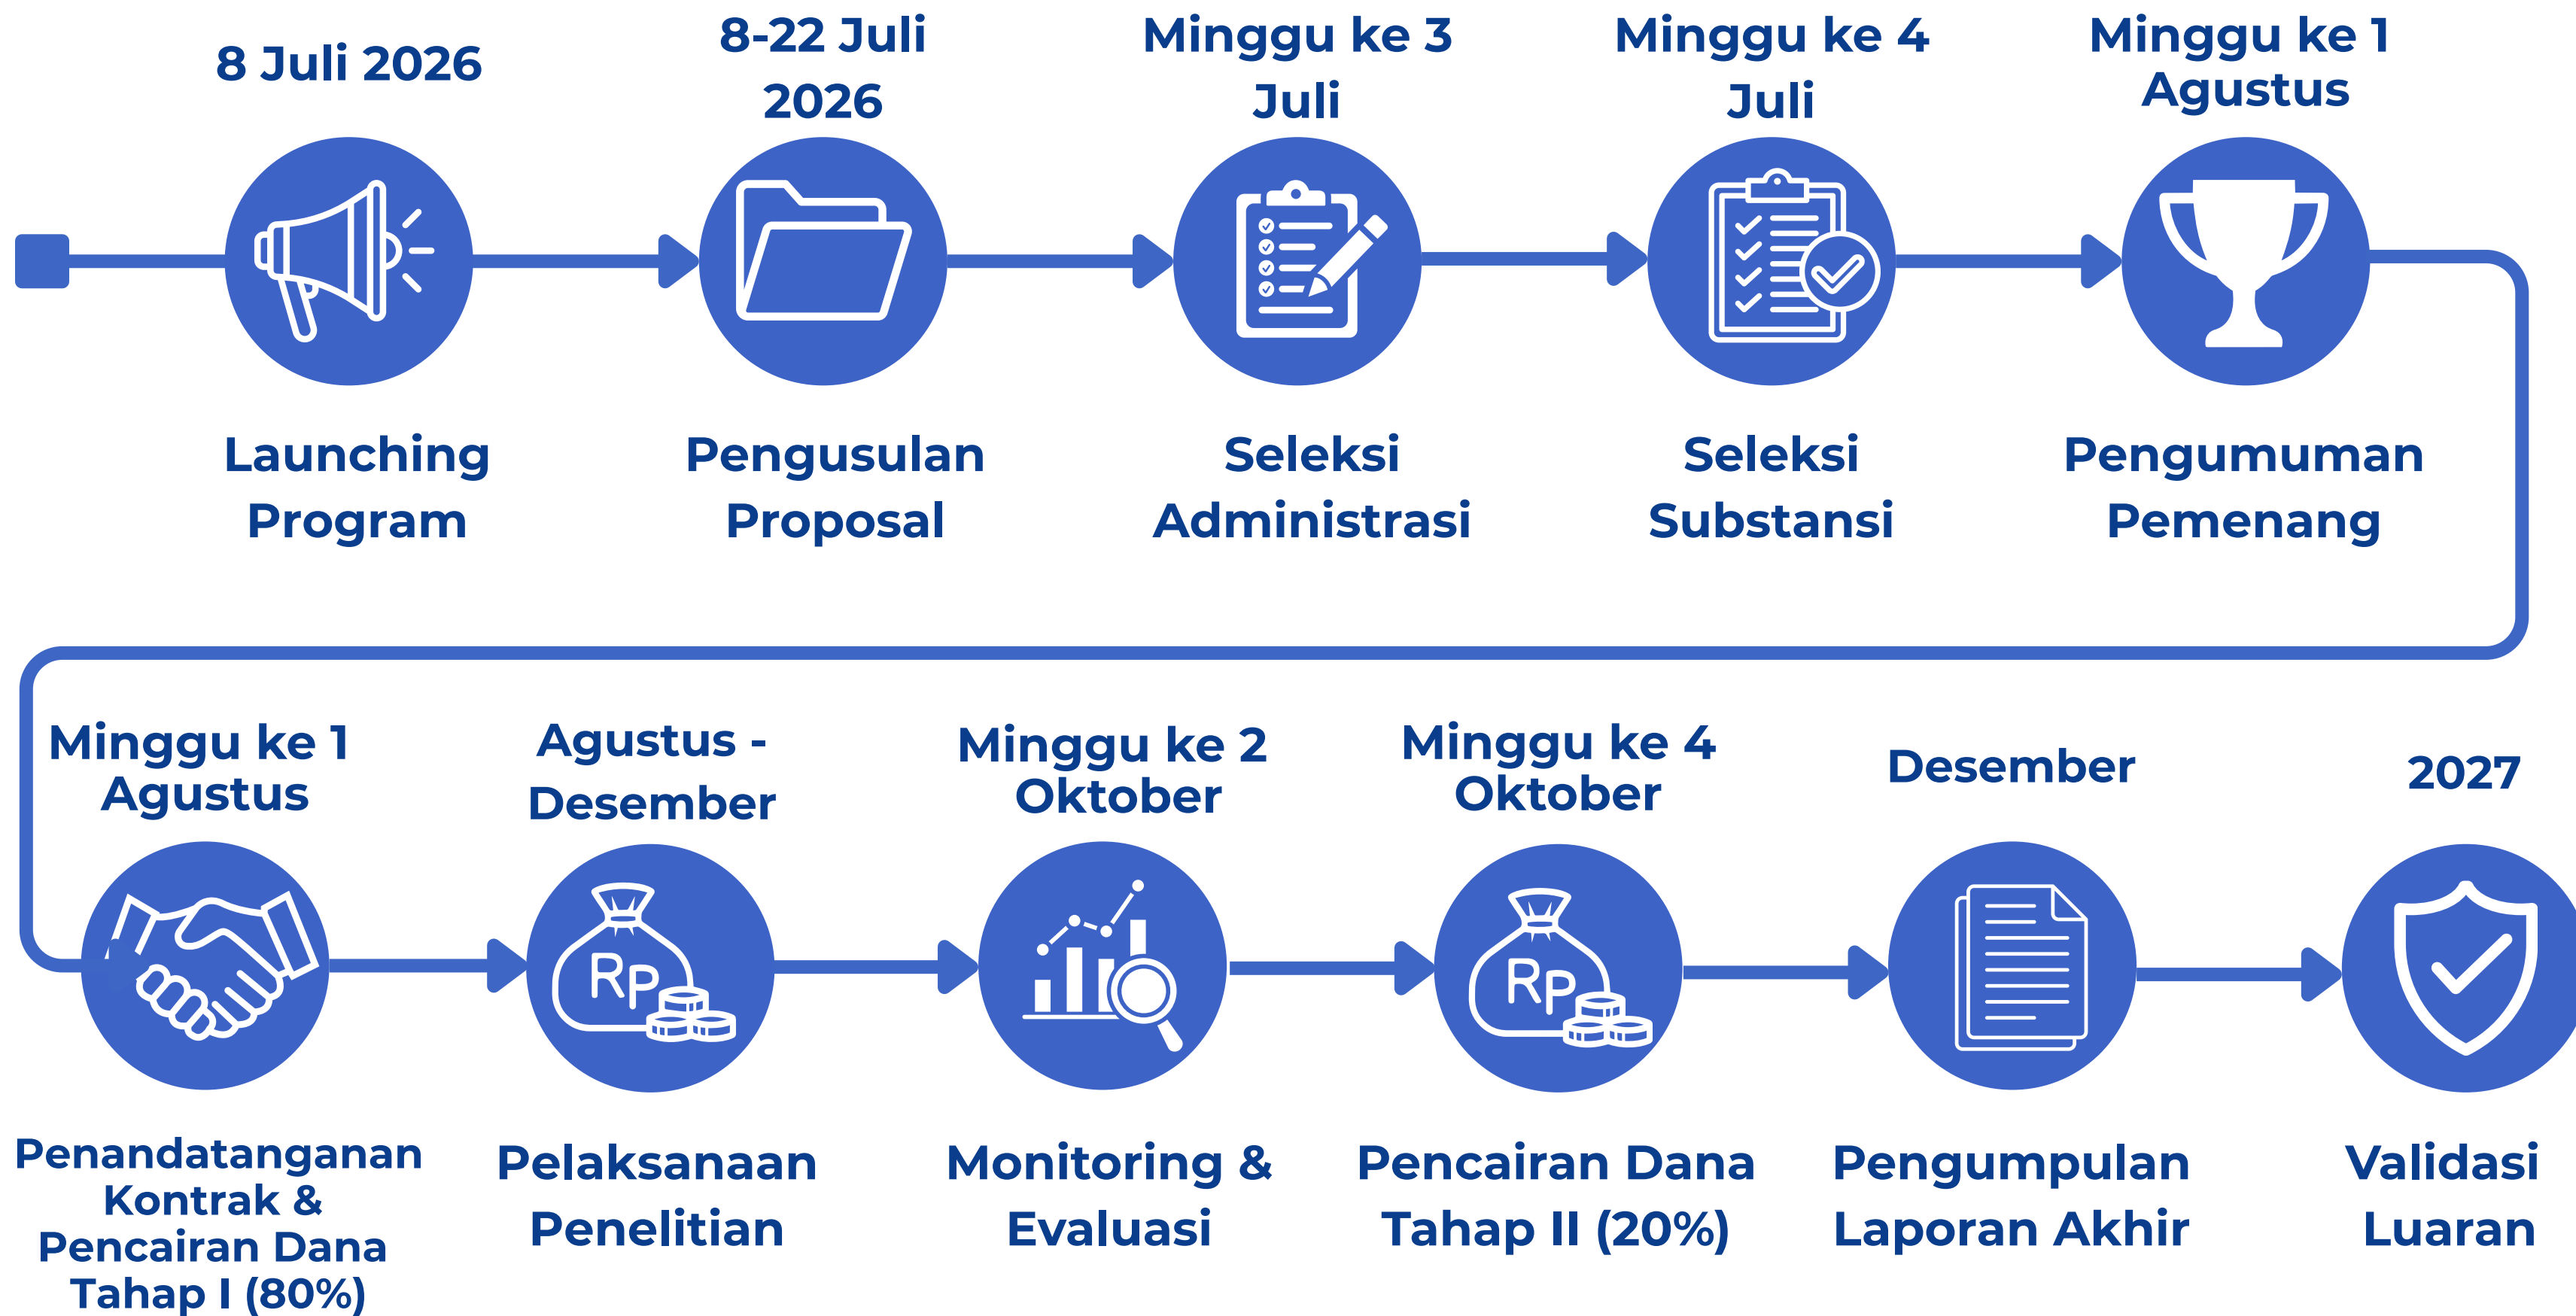 8 Juli 2026
Launching
Program
8-22 Juli
2026
Pengusulan
Proposal
Minggu ke 3
Juli
Seleksi
Administrasi
Minggu ke 4
Juli
Seleksi
Substansi
Minggu ke 1
Agustus
Pengumuman
Pemenang
Minggu ke 1
Agustus
Penandatanganan
Kontrak &
Pencairan Dana
Tahap I (80%)
Agustus -
Desember
RP
Pelaksanaan
Penelitian
Minggu ke 2
Oktober
Monitoring &
Evaluasi
Minggu ke 4
Oktober
RP
Pencairan Dana
Tahap II (20%)
Desember
Pengumpulan
Laporan Akhir
2027
Validasi
Luaran